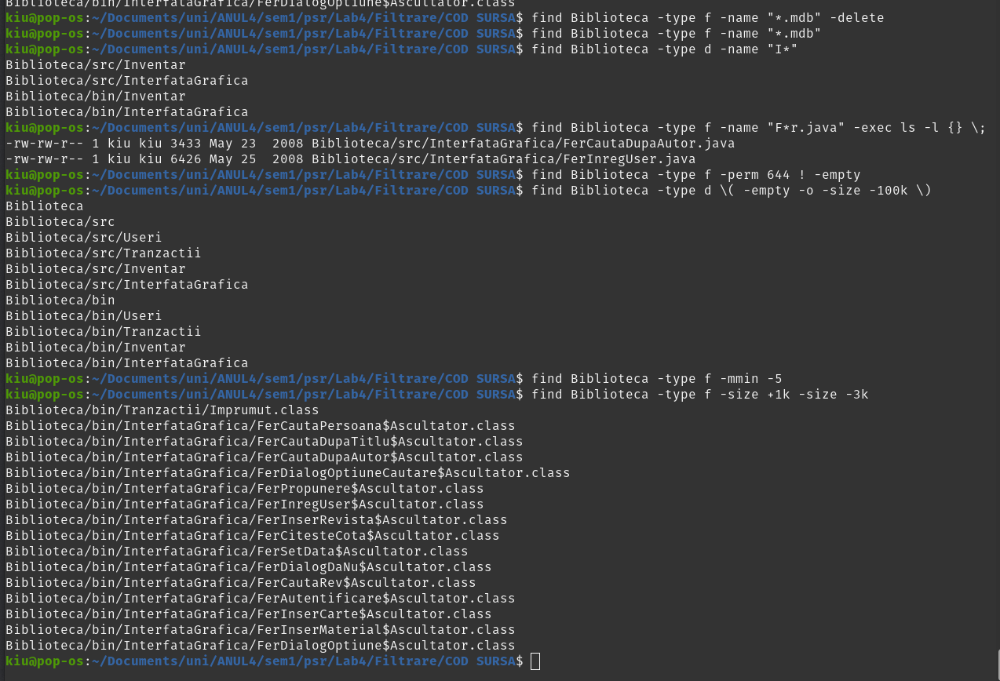 Biblioteca/bin/InterfataGrafica/FerDialogOptiune$Ascultator.class
kiu@pop-os:~/Documents/uni/ANUL4/sem1/psr/Lab4/Filtrare/COD SURSA$ find Biblioteca -type f -name "*.mdb" -delete
kiu@pop-os:~/Documents/uni/ANUL4/sem1/psr/Lab4/Filtrare/COD SURSA$ find Biblioteca -type f -name "*.mdb"
kiu@pop-os:~/Documents/uni/ANUL4/sem1/psr/Lab4/Filtrare/COD SURSA$ find Biblioteca -type d -name "I*"
Biblioteca/src/Inventar
Biblioteca/src/InterfataGrafica
Biblioteca/bin/Inventar
Biblioteca/bin/InterfataGrafica
kiu@pop-os:~/Documents/uni/ANUL4/sem1/psr/Lab4/Filtrare/COD SURSA$ find Biblioteca -type f -name "F*r.java" -exec ls -l {} \;
-rw-rw-r-- 1 kiu kiu 3433 May 23  2008 Biblioteca/src/InterfataGrafica/FerCautaDupaAutor.java
-rw-rw-r-- 1 kiu kiu 6426 May 25  2008 Biblioteca/src/InterfataGrafica/FerInregUser.java
kiu@pop-os:~/Documents/uni/ANUL4/sem1/psr/Lab4/Filtrare/COD SURSA$ find Biblioteca -type f -perm 644 ! -empty
kiu@pop-os:~/Documents/uni/ANUL4/sem1/psr/Lab4/Filtrare/COD SURSA$ find Biblioteca -type d \( -empty -o -size -100k \)
Biblioteca
Biblioteca/src
Biblioteca/src/Useri
Biblioteca/src/Tranzactii
Biblioteca/src/Inventar
Biblioteca/src/InterfataGrafica
Biblioteca/bin
Biblioteca/bin/Useri
Biblioteca/bin/Tranzactii
Biblioteca/bin/Inventar
Biblioteca/bin/InterfataGrafica
kiu@pop-os:~/Documents/uni/ANUL4/sem1/psr/Lab4/Filtrare/COD SURSA$ find Biblioteca -type f -mmin -5
kiu@pop-os:~/Documents/uni/ANUL4/sem1/psr/Lab4/Filtrare/COD SURSA$ find Biblioteca -type f -size +1k -size -3k
Biblioteca/bin/Tranzactii/Imprumut.class
Biblioteca/bin/InterfataGrafica/FerCautaPersoana$Ascultator.class
Biblioteca/bin/InterfataGrafica/FerCautaDupaTitlu$Ascultator.class
Biblioteca/bin/InterfataGrafica/FerCautaDupaAutor$Ascultator.class
Biblioteca/bin/InterfataGrafica/FerDialogOptiuneCautare$Ascultator.class
Biblioteca/bin/InterfataGrafica/FerPropunere$Ascultator.class
Biblioteca/bin/InterfataGrafica/FerInregUser$Ascultator.class
Biblioteca/bin/InterfataGrafica/FerInserRevista$Ascultator.class
Biblioteca/bin/InterfataGrafica/FerCitesteCota$Ascultator.class
Biblioteca/bin/InterfataGrafica/FerSetData$Ascultator.class
Biblioteca/bin/InterfataGrafica/FerDialogDaNu$Ascultator.class
Biblioteca/bin/InterfataGrafica/FerCautaRev$Ascultator.class
Biblioteca/bin/InterfataGrafica/FerAutentificare$Ascultator.class
Biblioteca/bin/InterfataGrafica/FerInserCarte$Ascultator.class
Biblioteca/bin/InterfataGrafica/FerInserMaterial$Ascultator.class
Biblioteca/bin/InterfataGrafica/FerDialogOptiune$Ascultator.class
kiu@pop-os:~/Documents/uni/ANUL4/sem1/psr/Lab4/Filtrare/COD SURSA$